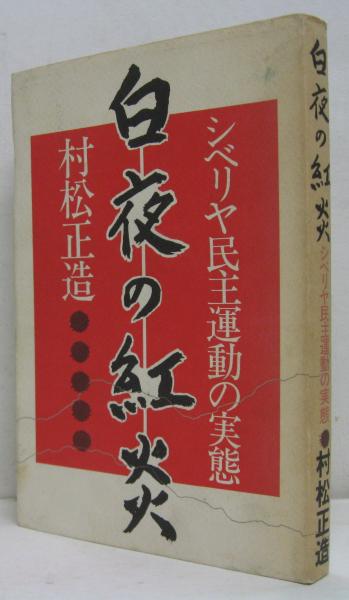 シベリヤ民主運動の実態
白夜の紅炎
村松正造
白夜の紅炎
シベリヤ民主運動の実態
村松正造